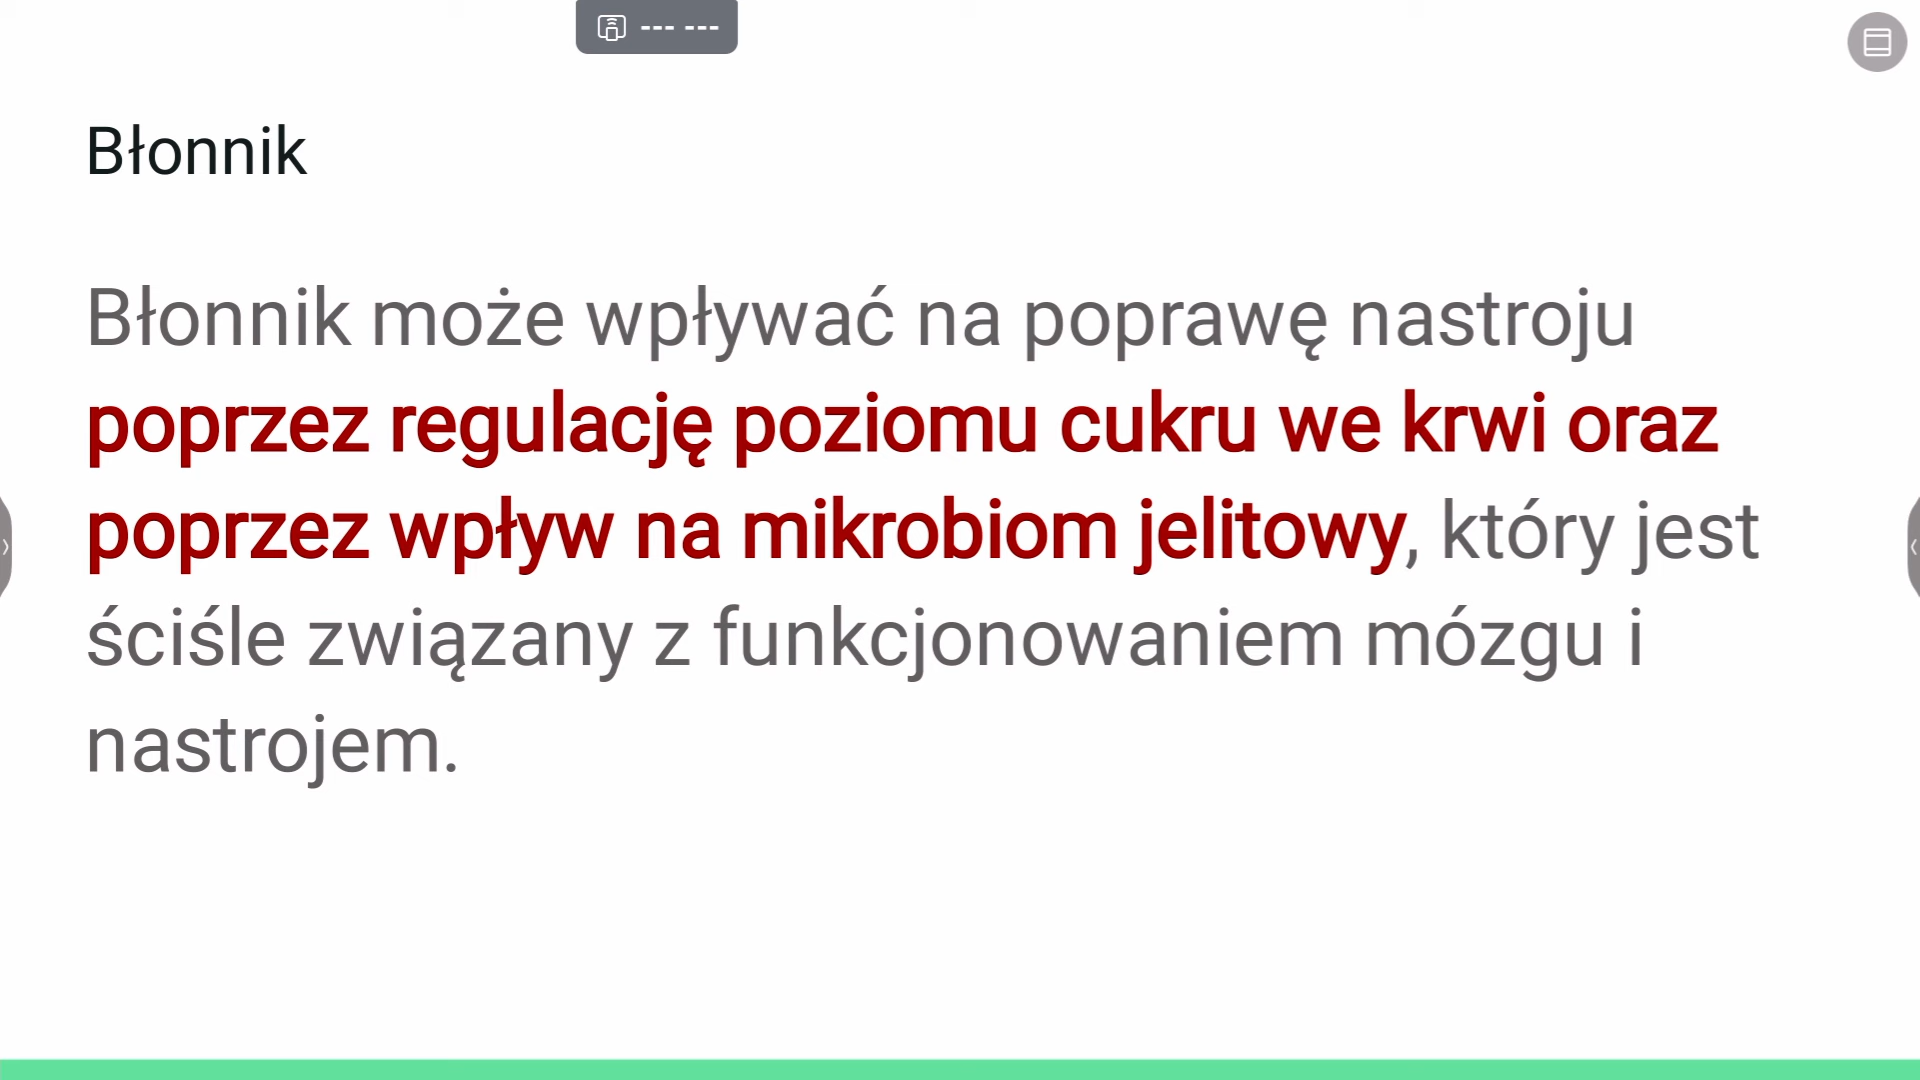 --- ---
Błonnik
Błonnik może wpływać na poprawę nastroju
poprzez regulację poziomu cukru we krwi oraz
poprzez wpływ na mikrobiom jelitowy, który jest
ściśle związany z funkcjonowaniem mózgu i
nastrojem.